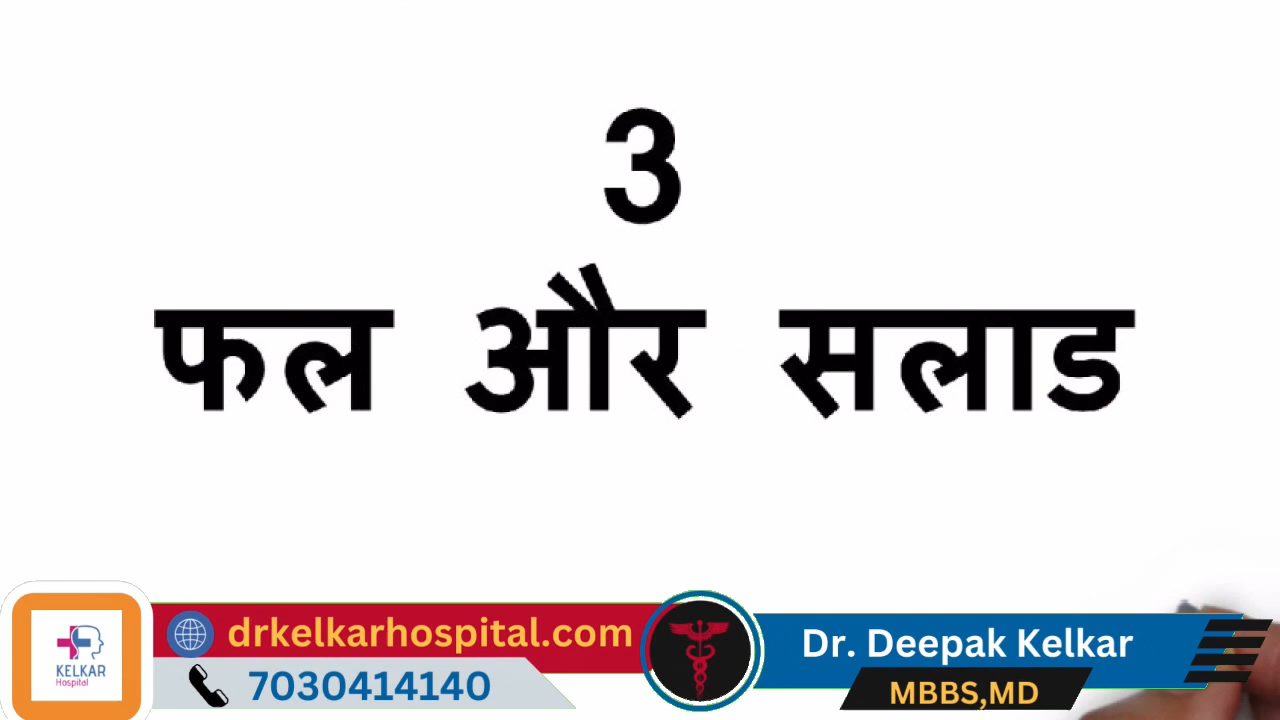 3
फल और सलाड
KELKAR
Hospital
drkelkarhospital.com
7030414140
Dr. Deepak Kelkar
MBBS,MD